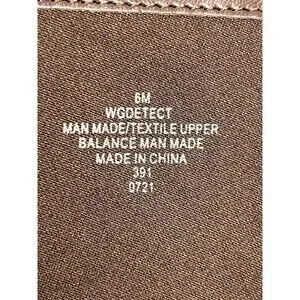 6M
WGDETECT
MAN MADE/TEXTILE UPPER
BALANCE MAN MADE
MADE IN CHINA
391
0721